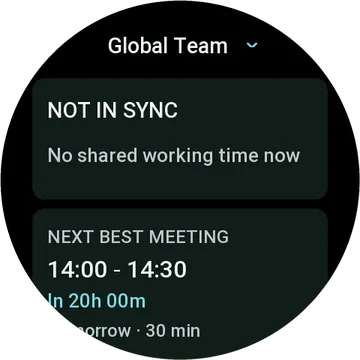 Global Team
NOT IN SYNC
No shared working time now
NEXT BEST MEETING
14:00 - 14:30
In 20h 00m
morrow · 30 min